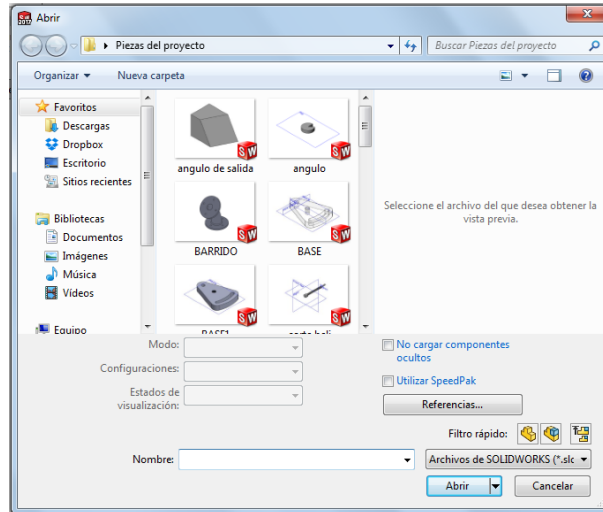 Abrir
Piezas del proyecto
Buscar Piezas del proyecto
Organizar
Nueva carpeta
Favoritos
Descargas
Dropbox
Escritorio
Sitios recientes
Bibliotecas
Documentos
Imágenes
Música
Vídeos
Equipo
angulo de salida
angulo
BARRIDO
BASE
BASE1
Seleccione el archivo del que desea obtener la
vista previa.
Modo:
Configuraciones:
Estados de
visualización:
No cargar componentes
ocultos
Utilizar SpeedPak
Referencias...
Filtro rápido:
Nombre:
Archivos de SOLIDWORKS (*.slc
Abrir
Cancelar